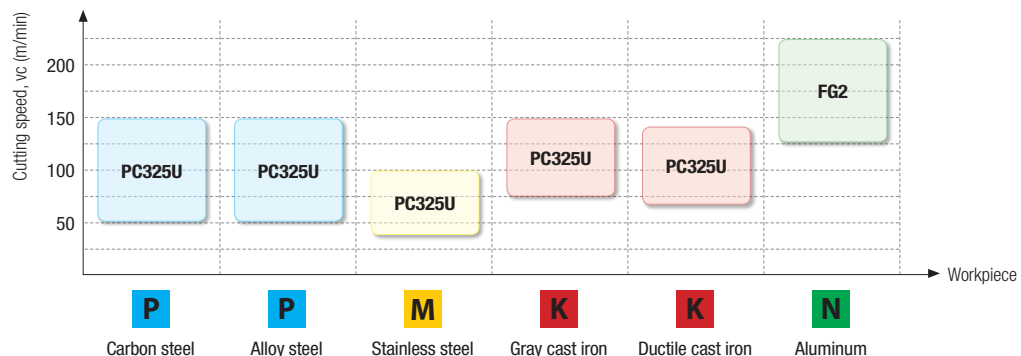 Cutting speed, vc (m/min)
200
150
100
50
PC325U
PC325U
PC325U
PC325U
PC325U
FG2
Workpiece
P
P
M
K
K
N
Carbon steel
Alloy steel
Stainless steel
Gray cast iron
Ductile cast iron
Aluminum